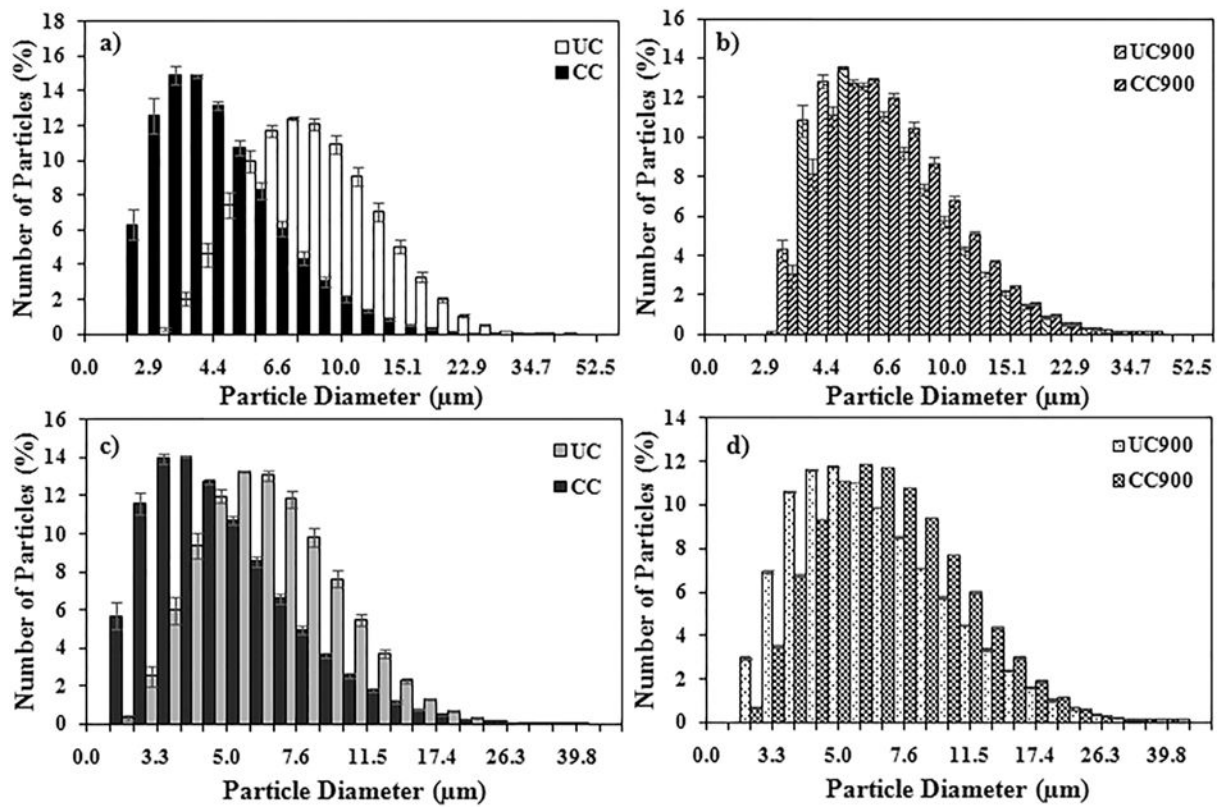 a)
UC
CC
Number of Particles (%)
18
16
14
12
10
8
6
4
2
0
0.0 2.9 4.4 6.6 10.0 15.1 22.9 34.7 52.5
Particle Diameter (µm)
b)
UC900
CC900
Number of Particles (%)
16
14
12
10
8
6
4
2
0
0.0 2.9 4.4 6.6 10.0 15.1 22.9 34.7 52.5
Particle Diameter (µm)
c)
UC
CC
Number of Particles (%)
16
14
12
10
8
6
4
2
0
0.0 3.3 5.0 7.6 11.5 17.4 26.3 39.8
Particle Diameter (µm)
d)
UC900
CC900
Number of Particles (%)
14
12
10
8
6
4
2
0
0.0 3.3 5.0 7.6 11.5 17.4 26.3 39.8
Particle Diameter (µm)